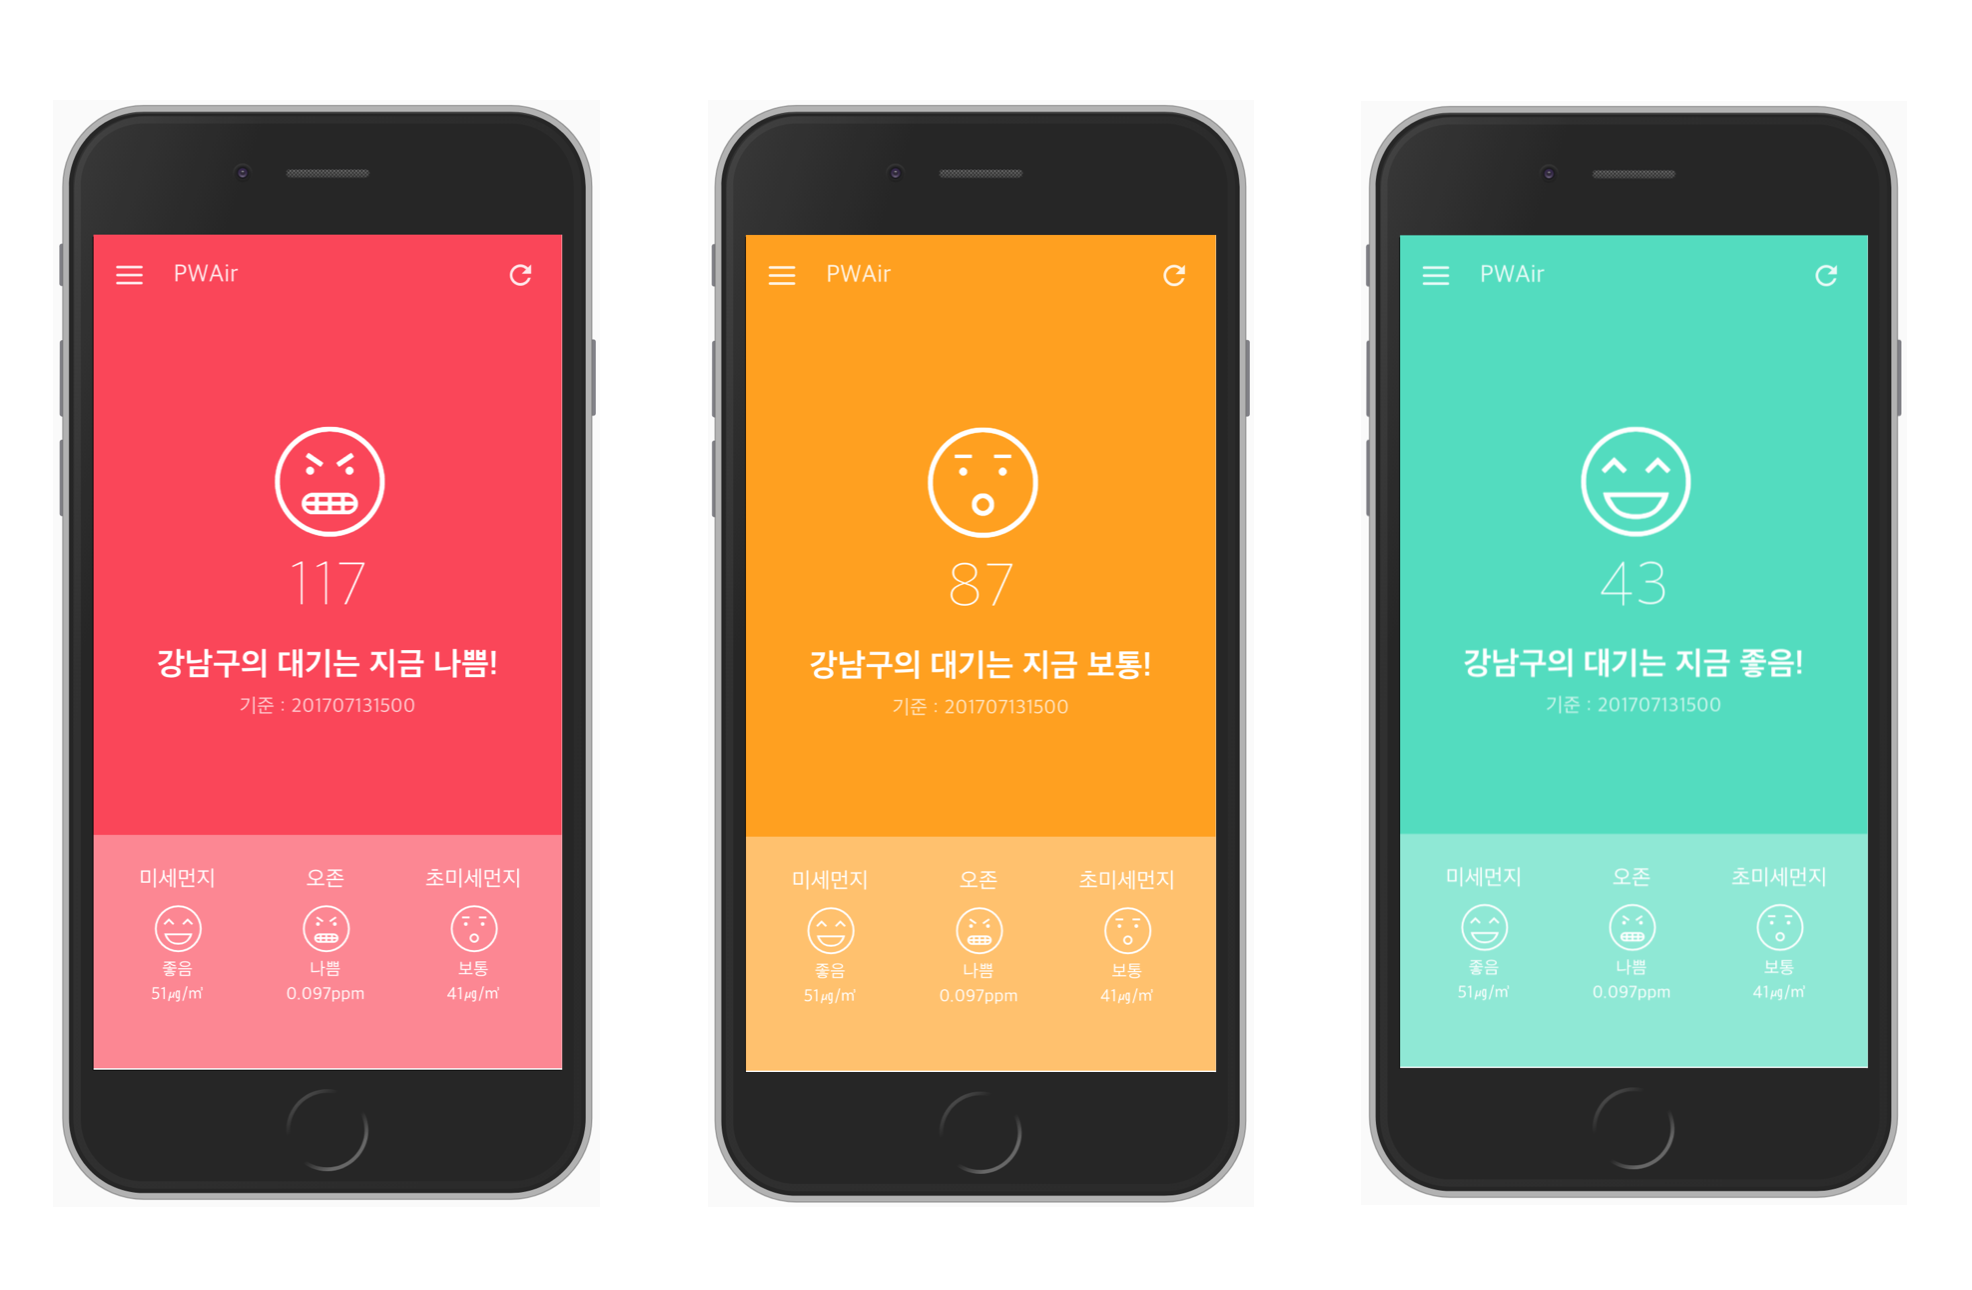 PWAir
117
강남구의 대기는 지금 나쁨!
기준 : 201707131500
미세먼지 오존 초미세먼지
좋음 나쁨 보통
51㎍/㎥ 0.097ppm 41㎍/㎥
PWAir
87
강남구의 대기는 지금 보통!
기준 : 201707131500
미세먼지 오존 초미세먼지
좋음 나쁨 보통
51㎍/㎥ 0.097ppm 41㎍/㎥
PWAir
43
강남구의 대기는 지금 좋음!
기준 : 201707131500
미세먼지 오존 초미세먼지
좋음 나쁨 보통
51㎍/㎥ 0.097ppm 41㎍/㎥